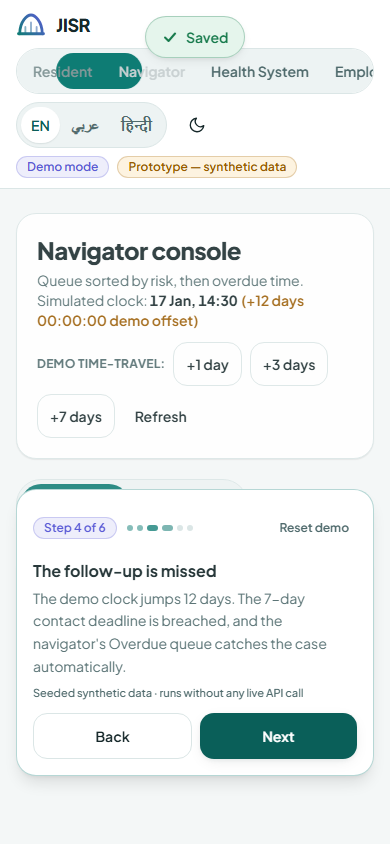 JISR
Saved
Resident Navigator Health System Emplo
EN عربي हिन्दी
Demo mode Prototype — synthetic data
Navigator console
Queue sorted by risk, then overdue time.
Simulated clock: 17 Jan, 14:30 (+12 days
00:00:00 demo offset)
DEMO TIME-TRAVEL: +1 day +3 days
+7 days Refresh
Step 4 of 6 Reset demo
The follow-up is missed
The demo clock jumps 12 days. The 7-day
contact deadline is breached, and the
navigator's Overdue queue catches the case
automatically.
Seeded synthetic data · runs without any live API call
Back Next